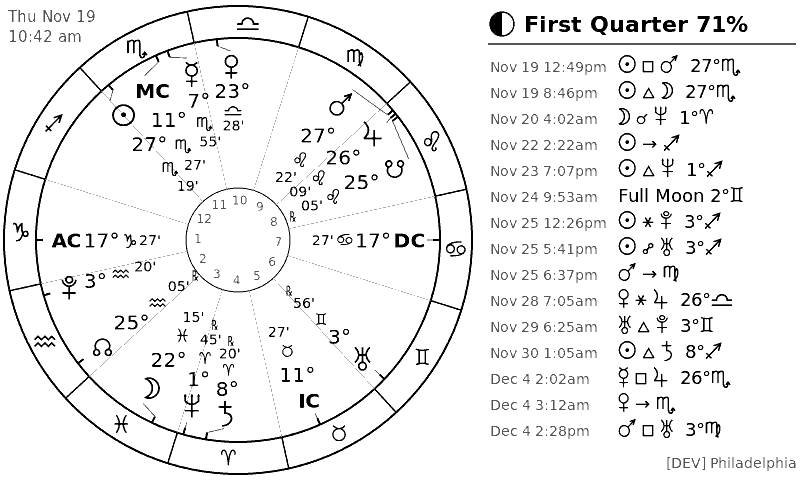 Thu Nov 19
10:42 am
First Quarter 71%
Nov 19 12:49pm ☉ □ ♂ 27°♏
Nov 19 8:46pm ☉ △ ☽ 27°♏
Nov 20 4:02am ☽ ☌ ♆ 1°♈
Nov 22 2:22am ☉ → ♐
Nov 23 7:07pm ☉ △ ♆ 1°♐
Nov 24 9:53am Full Moon 2°♊
Nov 25 12:26pm ☉ ⚹ ⯓ 3°♐
Nov 25 5:41pm ☉ ☍ ♅ 3°♐
Nov 25 6:37pm ♂ → ♍
Nov 28 7:05am ♀ ⚹ ♃ 26°♎
Nov 29 6:25am ♅ △ ⯓ 3°♊
Nov 30 1:05am ☉ △ ♄ 8°♐
Dec 4 2:02am ☿ □ ♃ 26°♏
Dec 4 3:12am ♀ → ♏
Dec 4 2:28pm ♂ □ ♅ 3°♍
[DEV] Philadelphia
♎
♏
♍
♐
♌
♑
♋
♒
♊
♓
♉
♈
MC 11° ♏ 55'
☿ 7° ♏ 55'
♀ 23° ♎ 28'
☉ 27° ♏ 19'
♂ 27° ♌ 22'
♃ 26° ♌ 09'
☋ 25° ♌ 05' ℞
AC 17° ♑ 27'
27' ♋ 17° DC
⯓ 3° ♒ 20'
☊ 25° ♒ 05' ℞
☽ 22° ♓ 15'
♆ 1° ♈ 45' ℞
♄ 8° ♈ 20' ℞
IC 11° ♉ 27'
♅ 3° ♊ 56' ℞
1
2
3
4
5
6
7
8
9
10
11
12